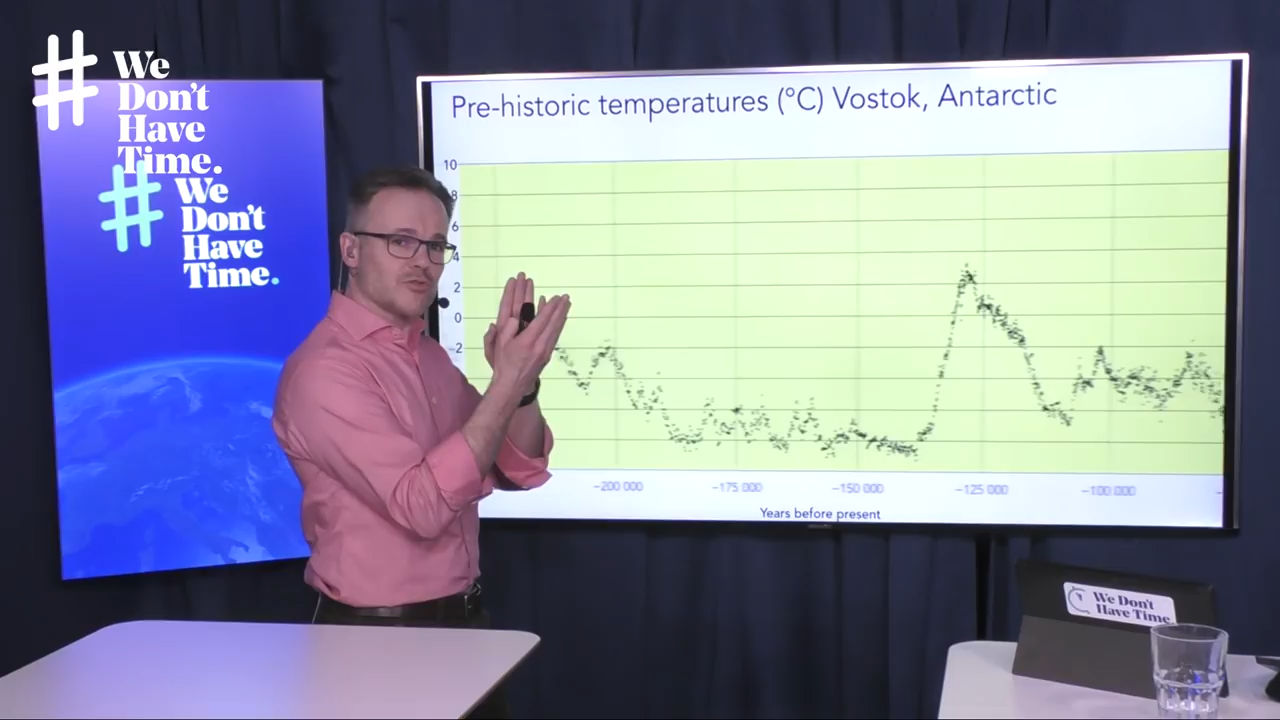 # We
Don't
Have
Time.
# We
Don't
Have
Time.
Pre-historic temperatures (°C) Vostok, Antarctic
10
8
6
4
2
0
-2
-200 000
-175 000
-150 000
-125 000
-100 000
Years before present
We Don't
Have Time